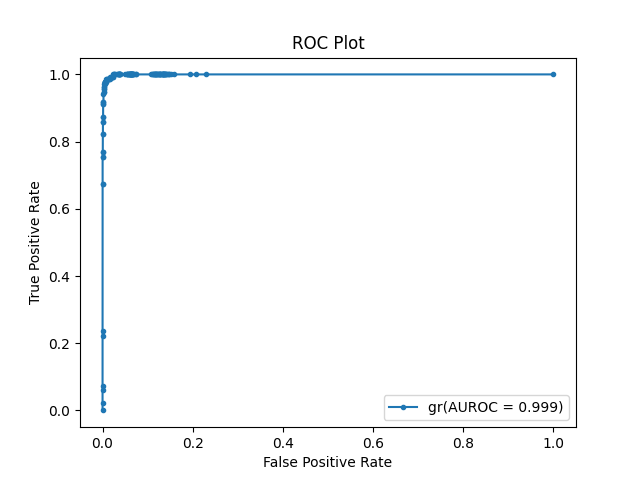 ROC Plot
True Positive Rate
1.0
0.8
0.6
0.4
0.2
0.0
gr(AUROC = 0.999)
0.0 0.2 0.4 0.6 0.8 1.0
False Positive Rate